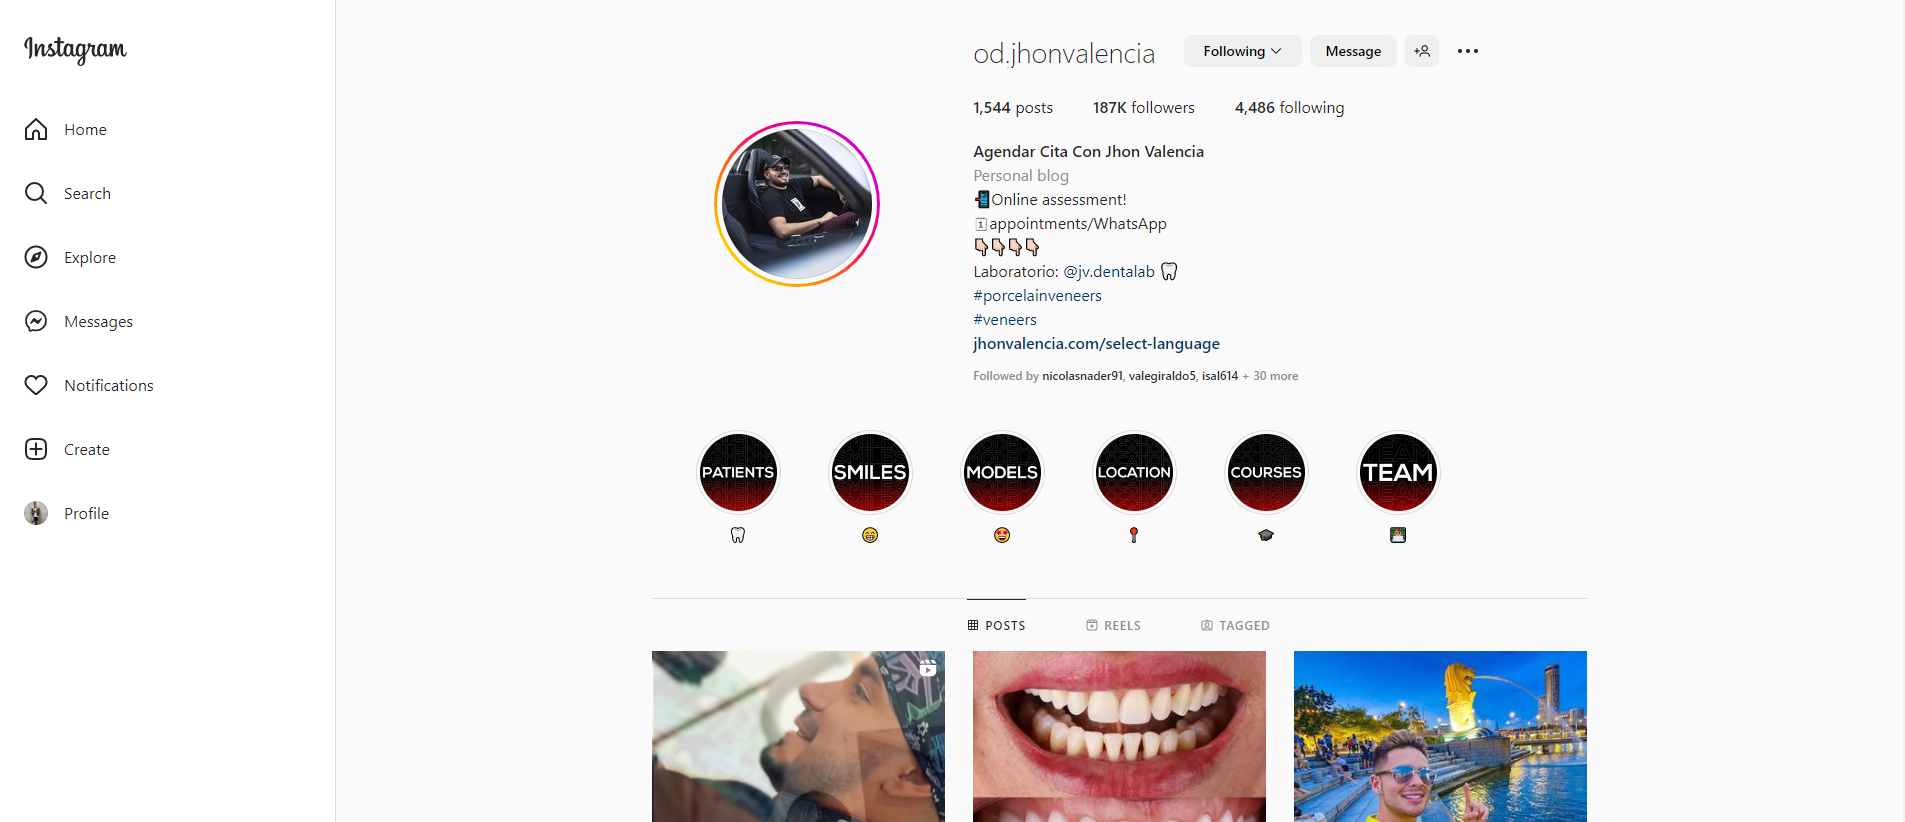 Instagram
Home
Search
Explore
Messages
Notifications
Create
Profile
od.jhonvalencia Following Message
1,544 posts 187K followers 4,486 following
Agendar Cita Con Jhon Valencia
Personal blog
📲Online assessment!
🗓appointments/WhatsApp
👇🏻👇🏻👇🏻👇🏻
Laboratorio: @jv.dentalab 🦷
#porcelainveneers
#veneers
jhonvalencia.com/select-language
Followed by nicolasnader91, valegiraldo5, isal614 + 30 more
PATIENTS SMILES MODELS LOCATION COURSES TEAM
🦷 😁 🤩 📍 🎓 👨🏻‍💻
POSTS REELS TAGGED